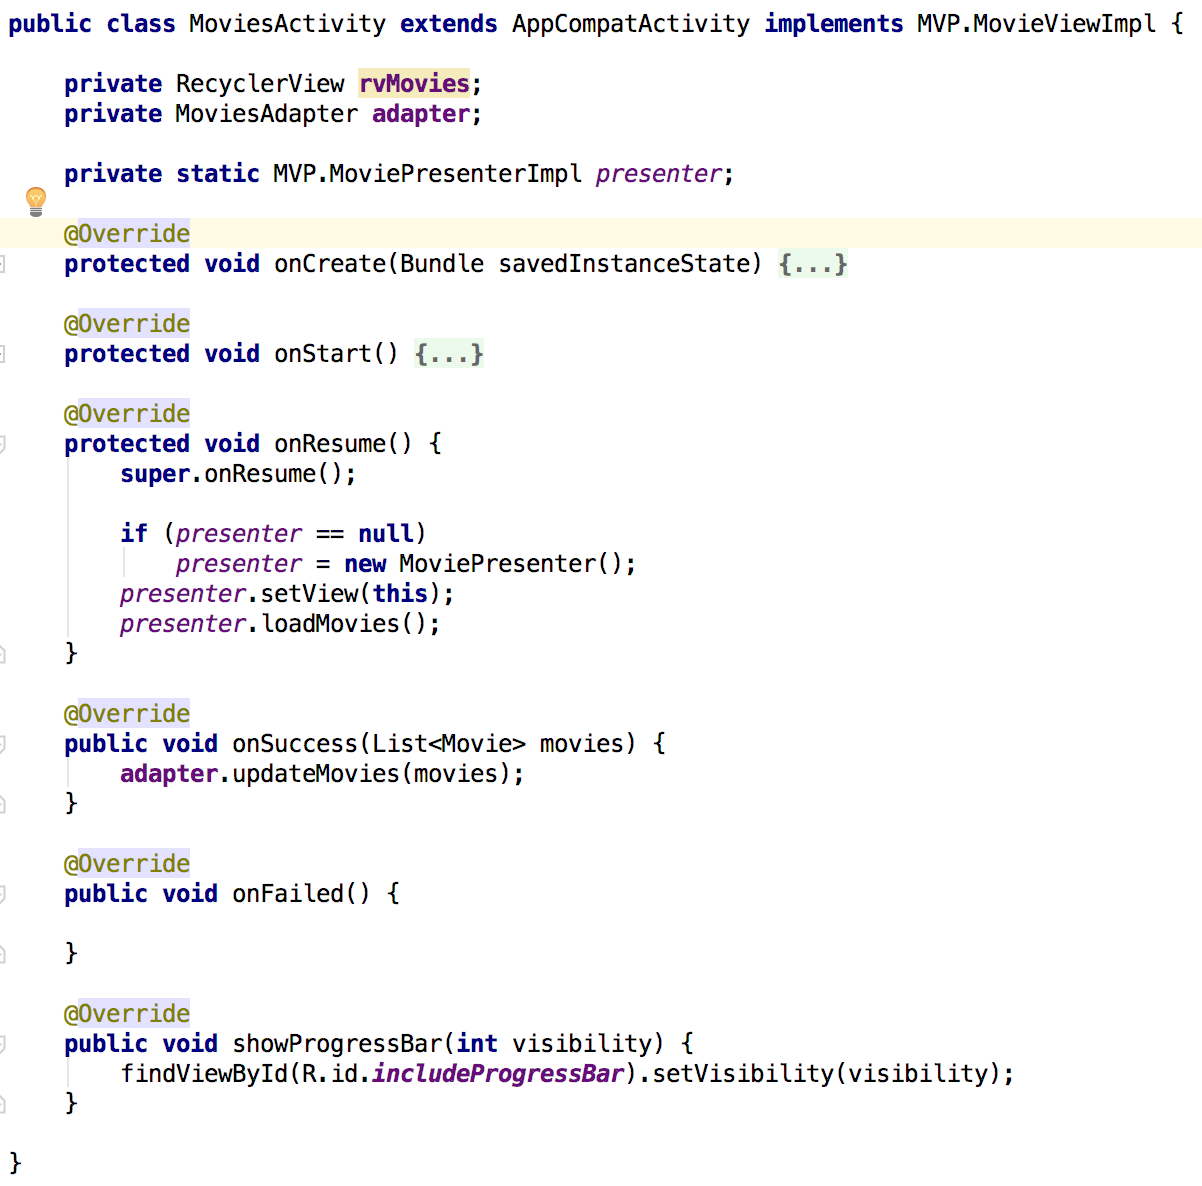 public class MoviesActivity extends AppCompatActivity implements MVP.MovieViewImpl {
private RecyclerView rvMovies;
private MoviesAdapter adapter;
private static MVP.MoviePresenterImpl presenter;
@Override
protected void onCreate(Bundle savedInstanceState) {...}
@Override
protected void onStart() {...}
@Override
protected void onResume() {
super.onResume();
if (presenter == null)
presenter = new MoviePresenter();
presenter.setView(this);
presenter.loadMovies();
}
@Override
public void onSuccess(List<Movie> movies) {
adapter.updateMovies(movies);
}
@Override
public void onFailed() {
}
@Override
public void showProgressBar(int visibility) {
findViewById(R.id.includeProgressBar).setVisibility(visibility);
}
}